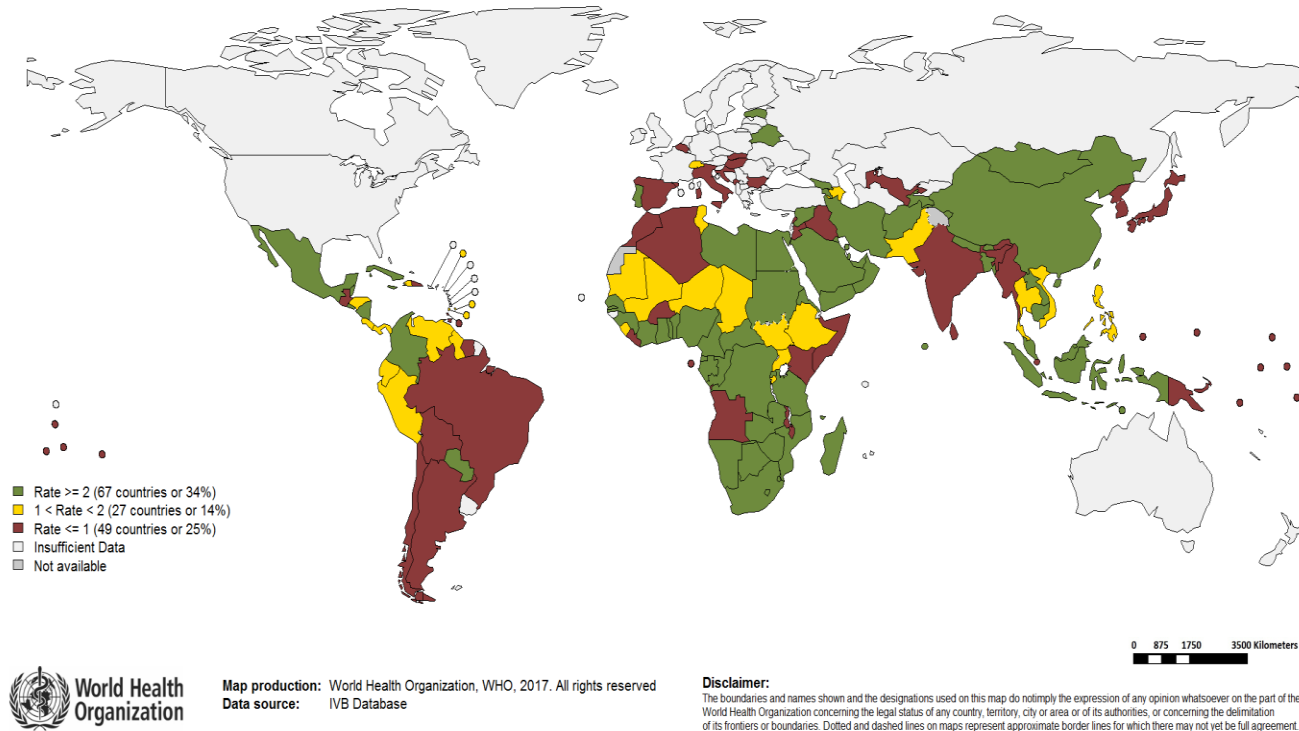 Rate >= 2 (67 countries or 34%)
1 < Rate < 2 (27 countries or 14%)
Rate <= 1 (49 countries or 25%)
Insufficient Data
Not available
0 875 1750 3500 Kilometers
World Health
Organization
Map production: World Health Organization, WHO, 2017. All rights reserved
Data source: IVB Database
Disclaimer:
The boundaries and names shown and the designations used on this map do notimply the expression of any opinion whatsoever on the part of the
World Health Organization concerning the legal status of any country, territory, city or area or of its authorities, or concerning the delimitation
of its frontiers or boundaries. Dotted and dashed lines on maps represent approximate border lines for which there may not yet be full agreement.